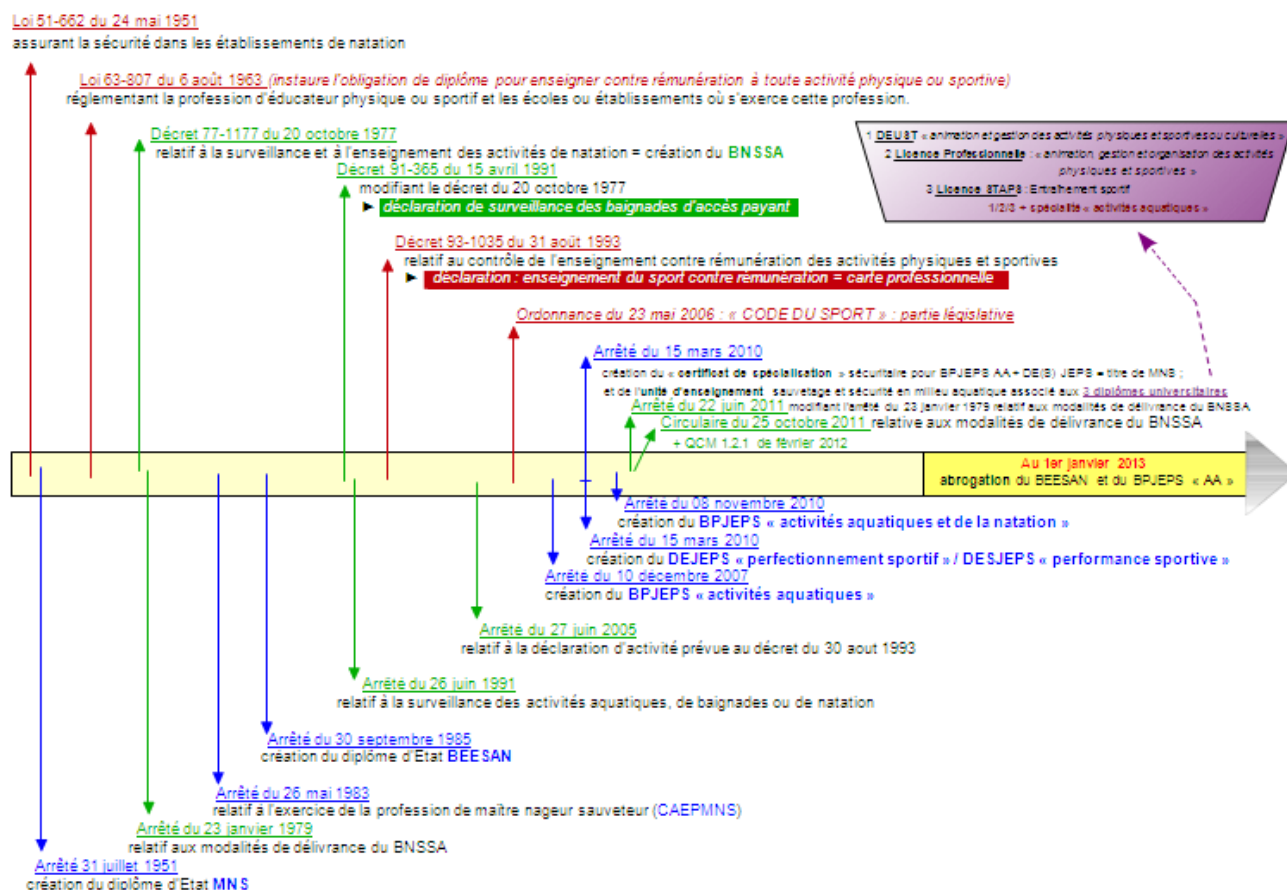 Loi 51-662 du 24 mai 1951
assurant la sécurité dans les établissements de natation
Loi 63-807 du 6 août 1963 (instaure l'obligation de diplôme pour enseigner contre rémunération à toute activité physique ou sportive)
réglementant la profession d'éducateur physique ou sportif et les écoles ou établissements où s'exerce cette profession.
Décret 77-1177 du 20 octobre 1977
relatif à la surveillance et à l'enseignement des activités de natation = création du BNSSA
Décret 91-365 du 15 avril 1991
modifiant le décret du 20 octobre 1977
► déclaration de surveillance des baignades d'accès payant
1 DEUST « animation et gestion des activités physiques et sportives ou culturelles »
2 Licence Professionnelle : « animation, gestion et organisation des activités
physiques et sportives »
3 Licence STAPS : Entraînement sportif
1/2/3 + spécialité « activités aquatiques »
Décret 93-1035 du 31 août 1993
relatif au contrôle de l'enseignement contre rémunération des activités physiques et sportives
► déclaration : enseignement du sport contre rémunération = carte professionnelle
Ordonnance du 23 mai 2006 : « CODE DU SPORT » : partie législative
Arrêté du 15 mars 2010
création du « certificat de spécialisation » sécuritaire pour BPJEPS AA + DE(S) JEPS = titre de MNS ;
et de l'unité d'enseignement sauvetage et sécurité en milieu aquatique associé aux 3 diplômes universitaires
Arrêté du 22 juin 2011 modifiant l'arrêté du 23 janvier 1979 relatif aux modalités de délivrance du BNSSA
Circulaire du 25 octobre 2011 relative aux modalités de délivrance du BNSSA
+ QCM 1.2.1 de février 2012
Au 1er janvier 2013
abrogation du BEESAN et du BPJEPS « AA »
Arrêté du 08 novembre 2010
création du BPJEPS « activités aquatiques et de la natation »
Arrêté du 15 mars 2010
création du DEJEPS « perfectionnement sportif » / DESJEPS « performance sportive »
Arrêté du 10 décembre 2007
création du BPJEPS « activités aquatiques »
Arrêté du 27 juin 2005
relatif à la déclaration d'activité prévue au décret du 30 aout 1993
Arrêté du 26 juin 1991
relatif à la surveillance des activités aquatiques, de baignades ou de natation
Arrêté du 30 septembre 1985
création du diplôme d'Etat BEESAN
Arrêté du 26 mai 1983
relatif à l'exercice de la profession de maître nageur sauveteur (CAEPMNS)
Arrêté du 23 janvier 1979
relatif aux modalités de délivrance du BNSSA
Arrêté 31 juillet 1951
création du diplôme d'Etat MNS